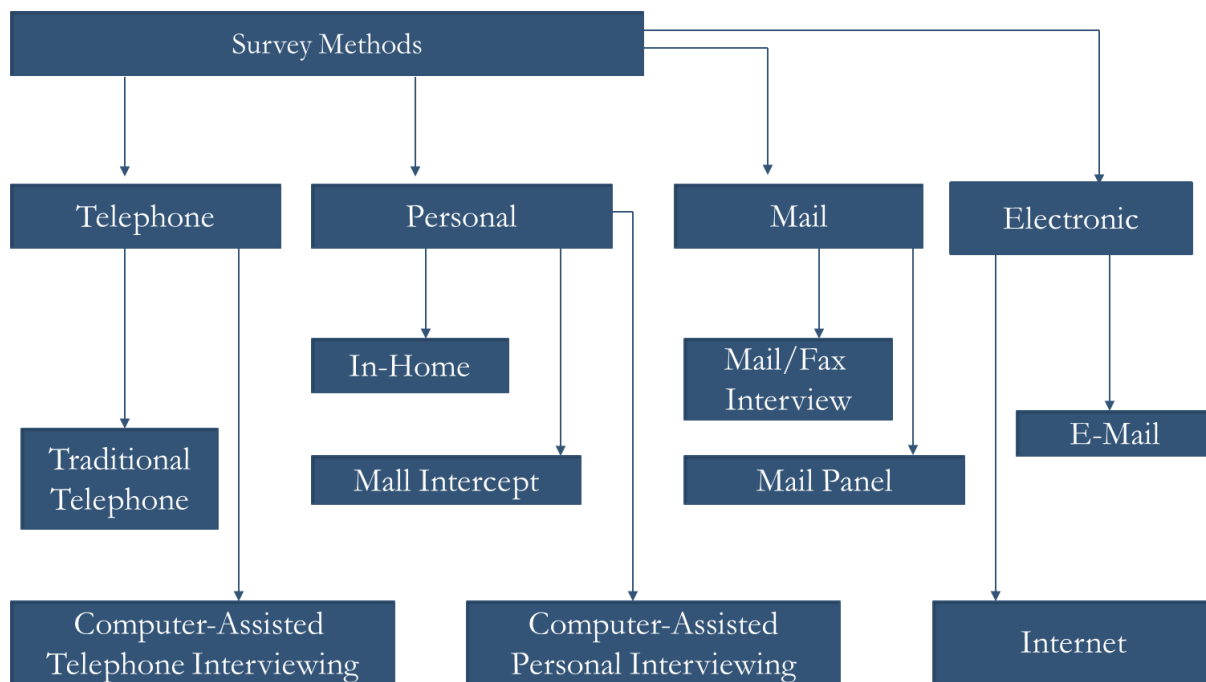 Survey Methods
Telephone
Personal
Mail
Electronic
In-Home
Mail/Fax
Interview
E-Mail
Traditional
Telephone
Mall Intercept
Mail Panel
Computer-Assisted
Telephone Interviewing
Computer-Assisted
Personal Interviewing
Internet